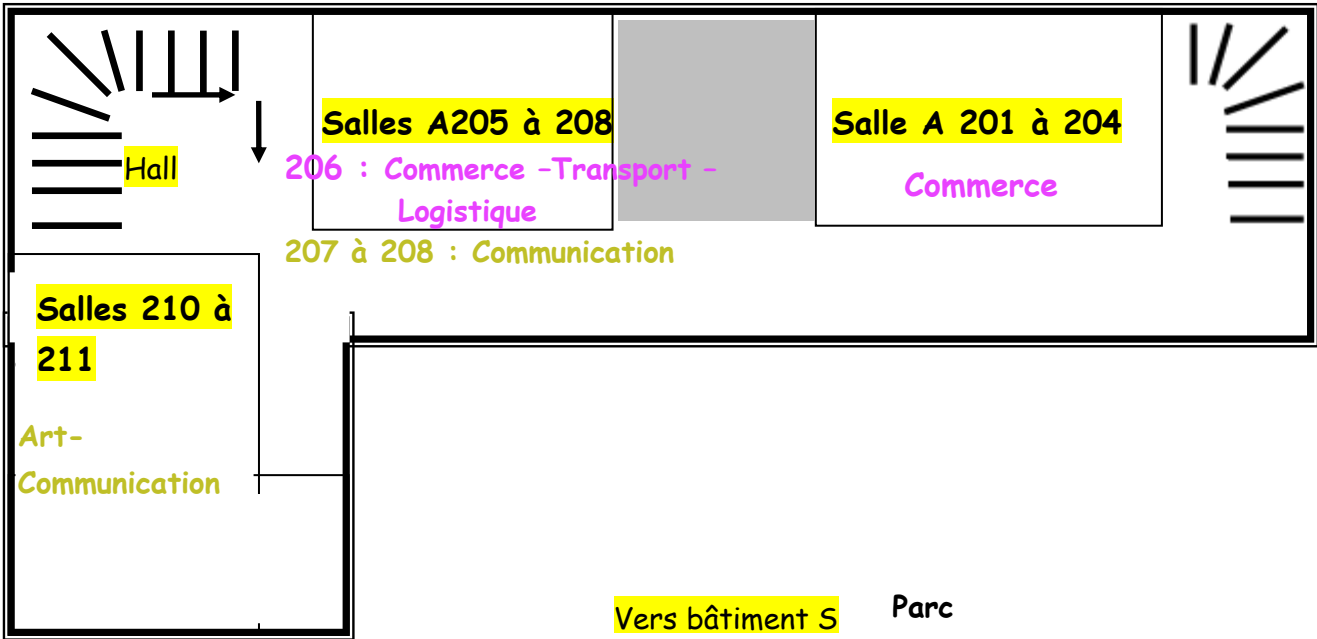 Hall
Salles A205 à 208
206 : Commerce –Transport –
Logistique
207 à 208 : Communication
Salle A 201 à 204
Commerce
Salles 210 à
211
Art-
Communication
Vers bâtiment S
Parc